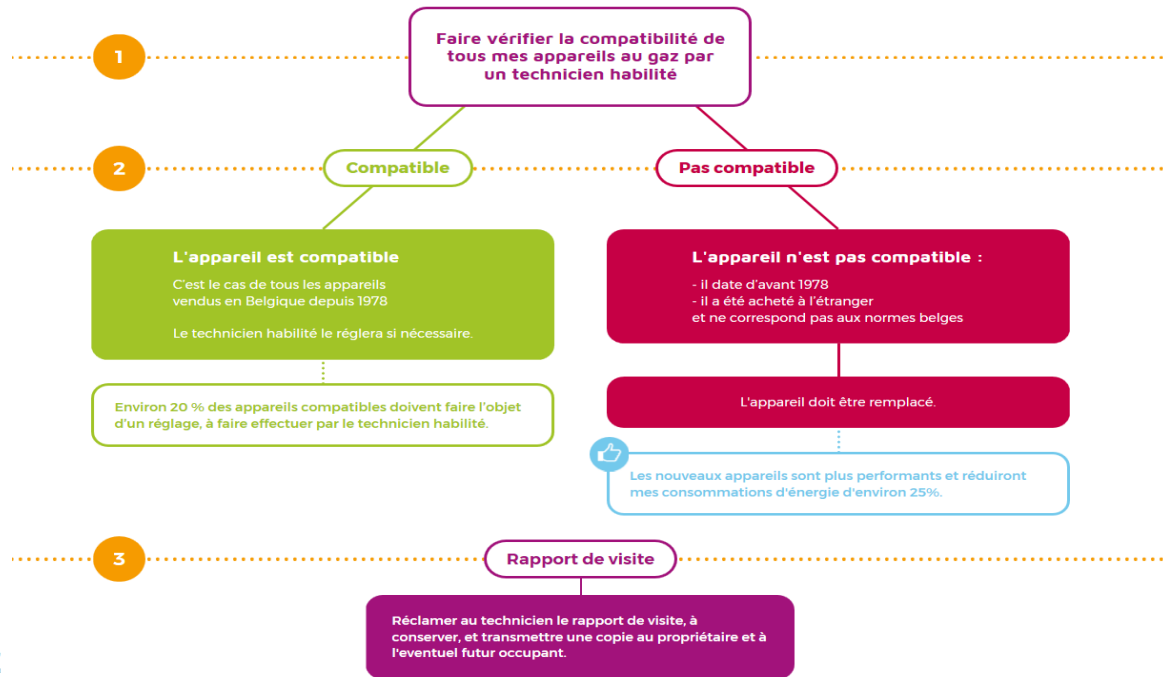 1
Faire vérifier la compatibilité de
tous mes appareils au gaz par
un technicien habilité
2
Compatible
Pas compatible
L'appareil est compatible
C'est le cas de tous les appareils
vendus en Belgique depuis 1978
Le technicien habilité le réglera si nécessaire.
Environ 20 % des appareils compatibles doivent faire l'objet
d'un réglage, à faire effectuer par le technicien habilité.
L'appareil n'est pas compatible :
- il date d'avant 1978
- il a été acheté à l'étranger
et ne correspond pas aux normes belges
L'appareil doit être remplacé.
Les nouveaux appareils sont plus performants et réduiront
mes consommations d'énergie d'environ 25%.
3
Rapport de visite
Réclamer au technicien le rapport de visite, à
conserver, et transmettre une copie au propriétaire et à
l'eventuel futur occupant.